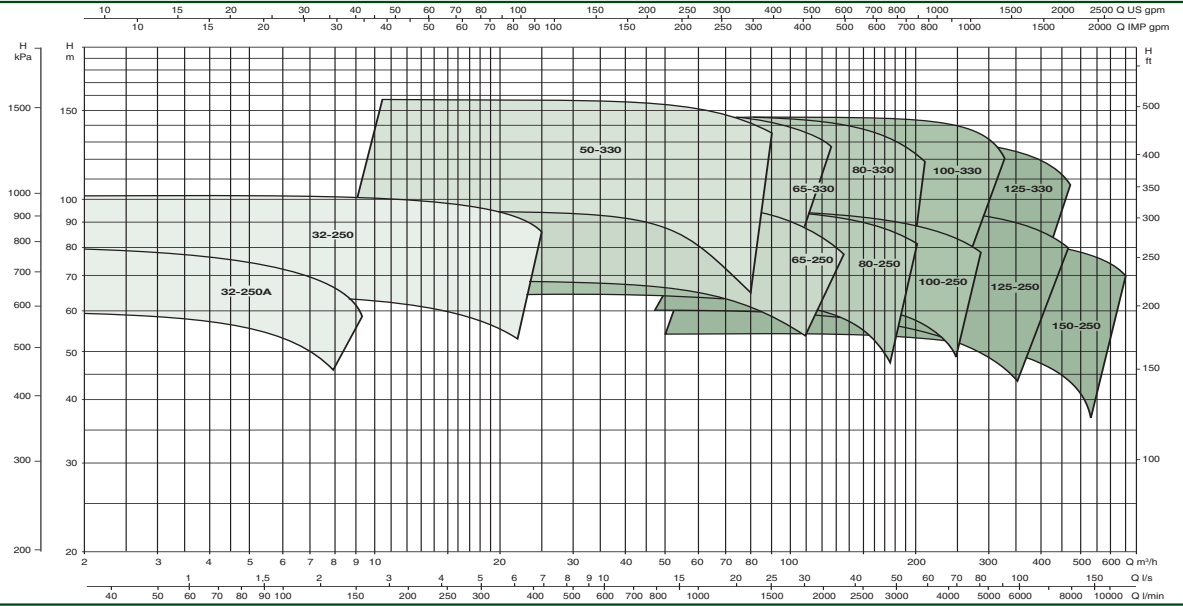 10 15 20 30 40 50 60 70 80 100 150 200 250 300 400 500 600 700 800 1000 1500 2000 2500 Q US gpm
10 15 20 30 40 50 60 70 80 90 100 150 200 250 300 400 500 600 700 800 1000 1500 2000 Q IMP gpm
H H H
kPa m ft
1500 150 500
50-330
400
80-330 100-330
65-330 125-330 350
1000 100
900 90 300
32-250
800 80 250
65-250 80-250
700 70
100-250
32-250A 125-250
600 60 200
150-250
500 50
150
400 40
300 30 100
200 20
2 3 4 5 6 7 8 9 10 20 30 40 50 60 70 80 100 200 300 400 500 600 Q m³/h
1 1,5 2 3 4 5 6 7 8 9 10 15 20 25 30 40 50 60 70 80 100 150 Q l/s
40 50 60 70 80 90 100 150 200 250 300 400 500 600 700 800 1000 1500 2000 2500 3000 4000 5000 6000 8000 10000 Q l/min